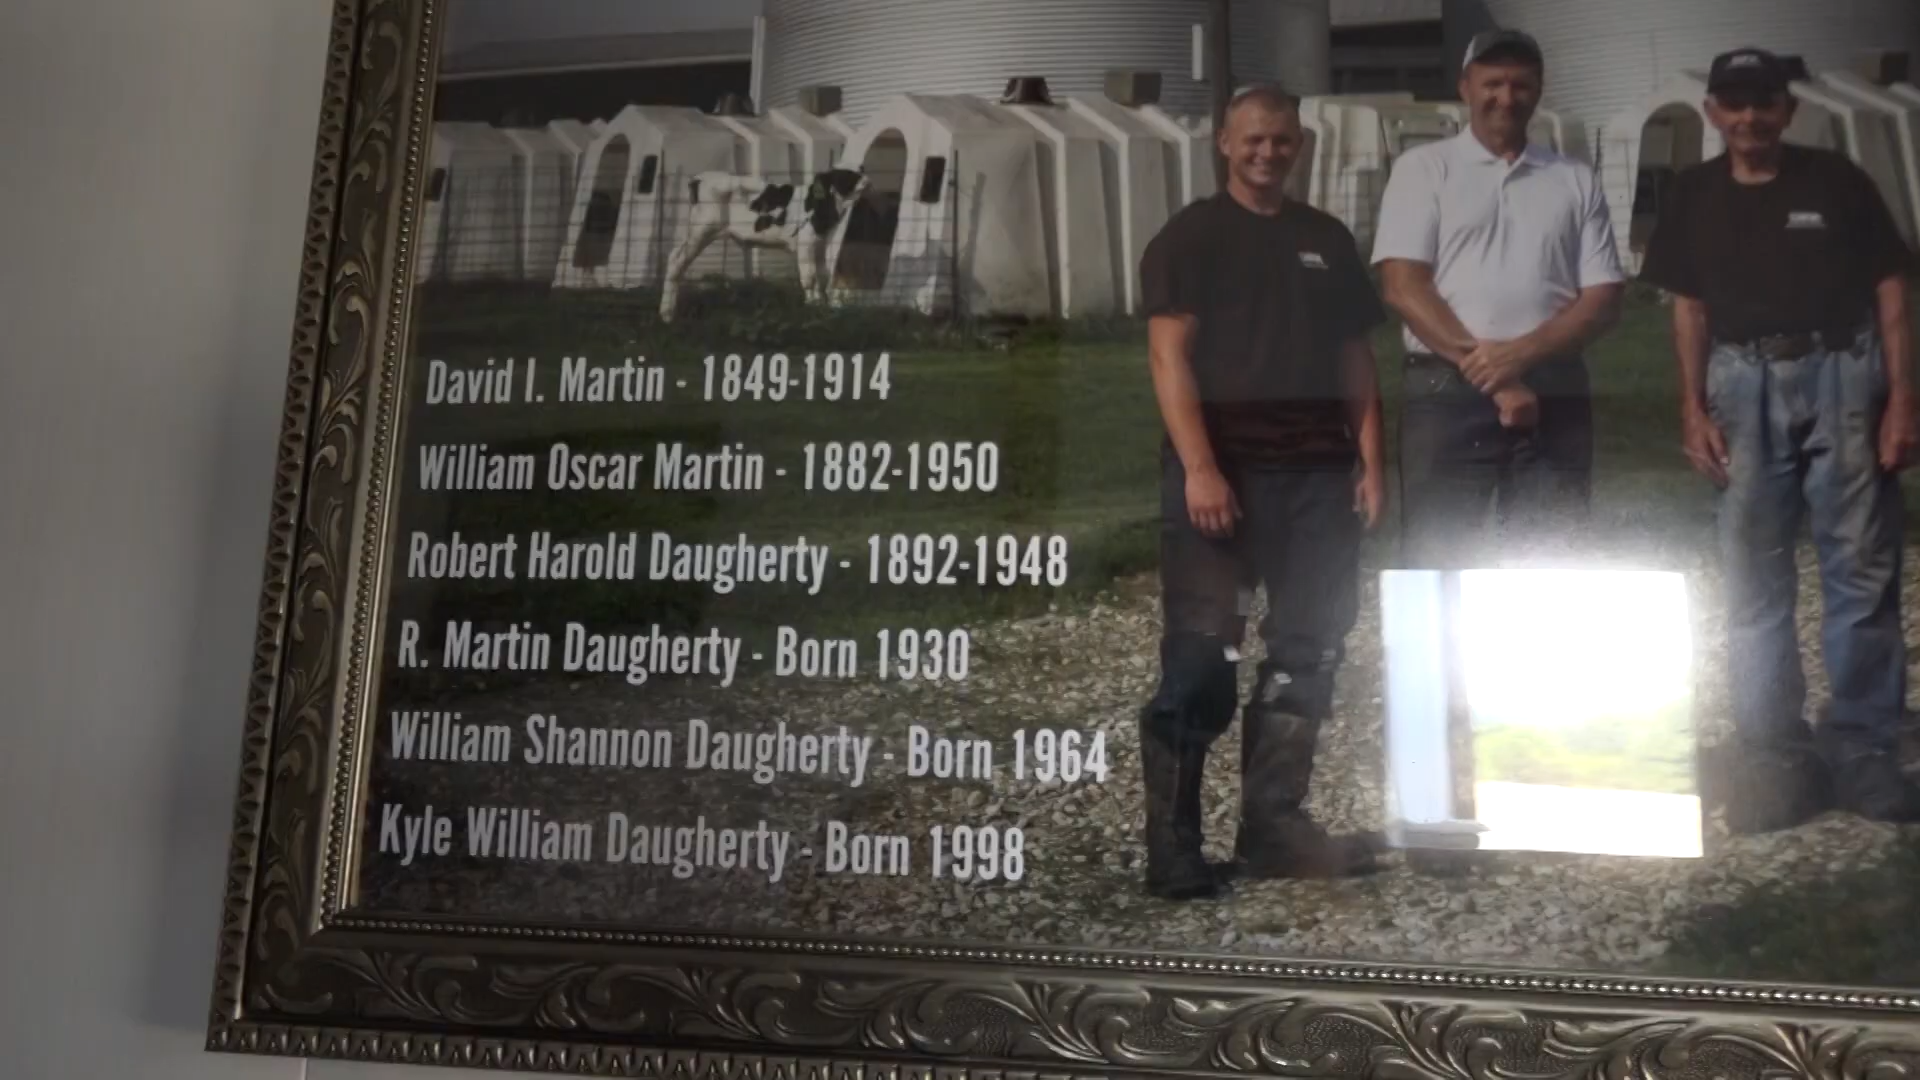 David I. Martin - 1849-1914
William Oscar Martin - 1882-1950
Robert Harold Daugherty - 1892-1948
R. Martin Daugherty - Born 1930
William Shannon Daugherty - Born 1964
Kyle William Daugherty - Born 1998